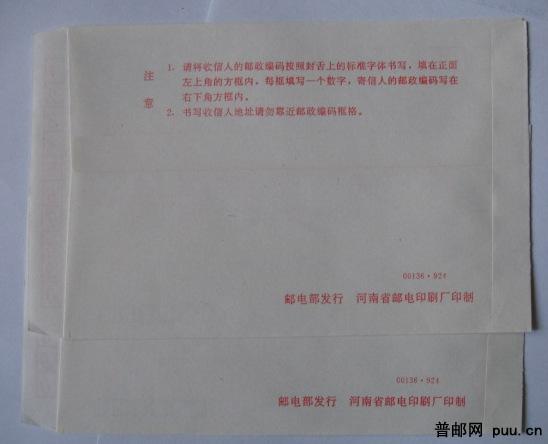 注意
1. 请将收信人的邮政编码按照封舌上的标准字体书写，填在正面
左上角的方框内，每框填写一个数字，寄信人的邮政编码写在
右下角方框内。
2. 书写收信人地址请勿靠近邮政编码框格。
00136·924
邮电部发行 河南省邮电印刷厂印制
00136·924
邮电部发行 河南省邮电印刷厂印制
普邮网 puu.cn